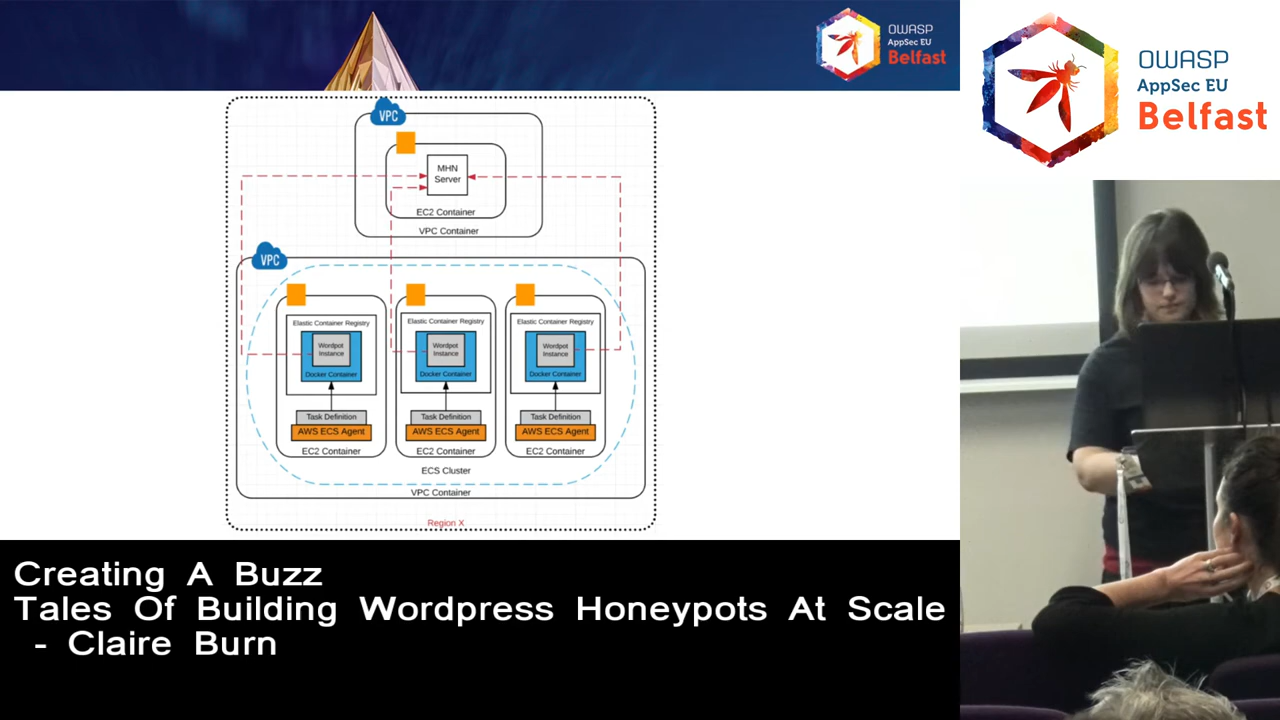 OWASP
AppSec EU
Belfast
OWASP
AppSec EU
Belfast
VPC
MHN
Server
EC2 Container
VPC Container
VPC
Elastic Container Registry
Wordpot
Instance
Docker Container
Task Definition
AWS ECS Agent
EC2 Container
Elastic Container Registry
Wordpot
Instance
Docker Container
Task Definition
AWS ECS Agent
EC2 Container
Elastic Container Registry
Wordpot
Instance
Docker Container
Task Definition
AWS ECS Agent
EC2 Container
ECS Cluster
VPC Container
Region X
Creating A Buzz
Tales Of Building Wordpress Honeypots At Scale
- Claire Burn